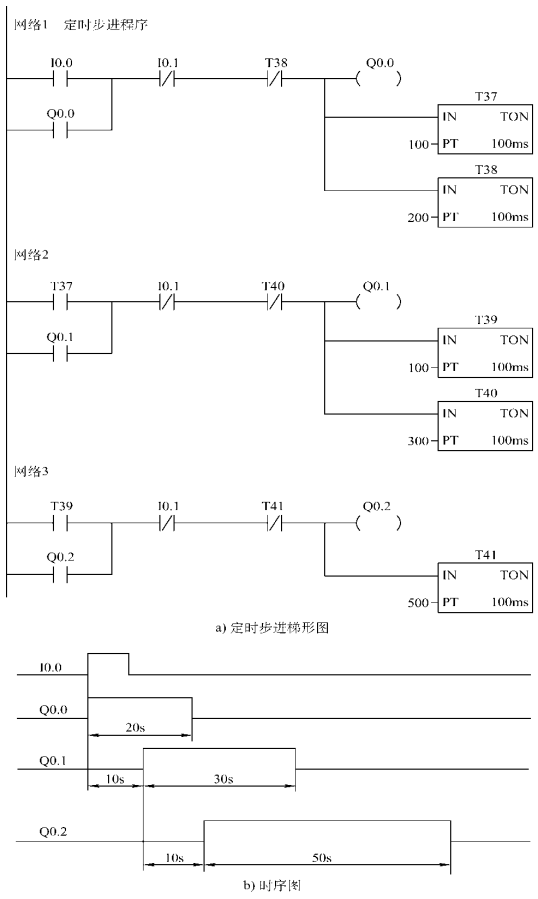 网络1 定时步进程序
I0.0 I0.1 T38 Q0.0
Q0.0
T37
IN TON
100 PT 100ms
T38
IN TON
200 PT 100ms
网络2
T37 I0.1 T40 Q0.1
Q0.1
T39
IN TON
100 PT 100ms
T40
IN TON
300 PT 100ms
网络3
T39 I0.1 T41 Q0.2
Q0.2
T41
IN TON
500 PT 100ms
a) 定时步进梯形图
I0.0
Q0.0
20s
Q0.1
10s 30s
Q0.2
10s 50s
b) 时序图